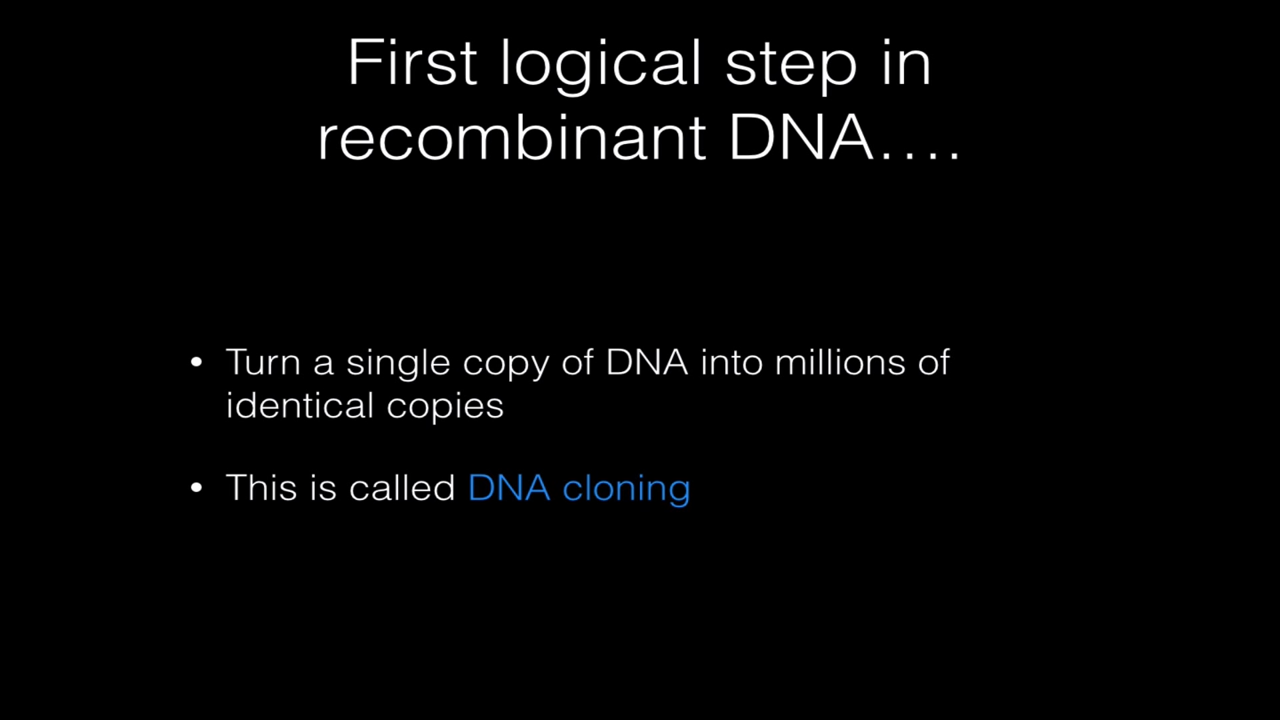 First logical step in
recombinant DNA....
• Turn a single copy of DNA into millions of
identical copies
• This is called DNA cloning